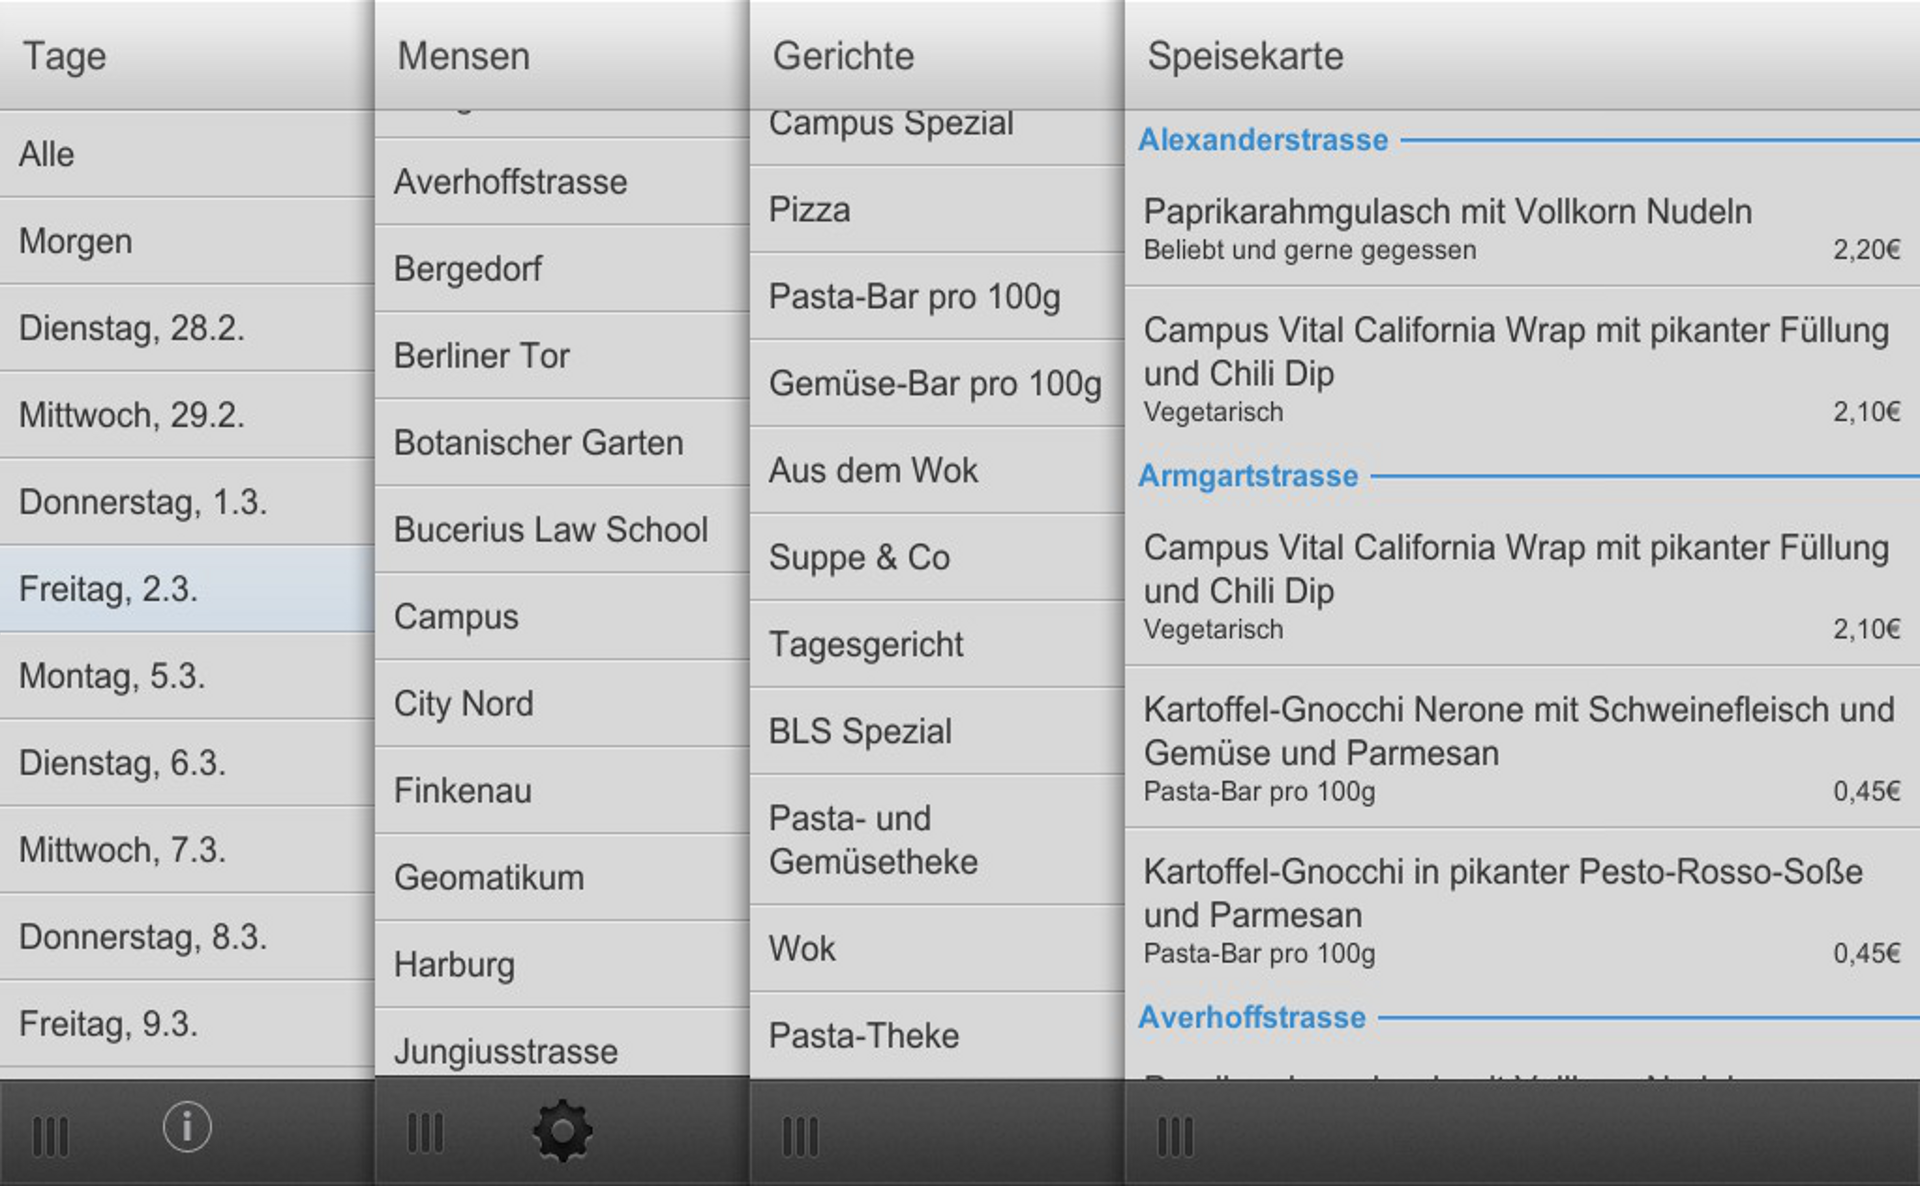 Tage
Alle
Morgen
Dienstag, 28.2.
Mittwoch, 29.2.
Donnerstag, 1.3.
Freitag, 2.3.
Montag, 5.3.
Dienstag, 6.3.
Mittwoch, 7.3.
Donnerstag, 8.3.
Freitag, 9.3.
Mensen
Averhoffstrasse
Bergedorf
Berliner Tor
Botanischer Garten
Bucerius Law School
Campus
City Nord
Finkenau
Geomatikum
Harburg
Jungiusstrasse
Gerichte
Campus Spezial
Pizza
Pasta-Bar pro 100g
Gemüse-Bar pro 100g
Aus dem Wok
Suppe & Co
Tagesgericht
BLS Spezial
Pasta- und
Gemüsetheke
Wok
Pasta-Theke
Speisekarte
Alexanderstrasse
Paprikarahmgulasch mit Vollkorn Nudeln
Beliebt und gerne gegessen 2,20€
Campus Vital California Wrap mit pikanter Füllung
und Chili Dip
Vegetarisch 2,10€
Armgartstrasse
Campus Vital California Wrap mit pikanter Füllung
und Chili Dip
Vegetarisch 2,10€
Kartoffel-Gnocchi Nerone mit Schweinefleisch und
Gemüse und Parmesan
Pasta-Bar pro 100g 0,45€
Kartoffel-Gnocchi in pikanter Pesto-Rosso-Soße
und Parmesan
Pasta-Bar pro 100g 0,45€
Averhoffstrasse